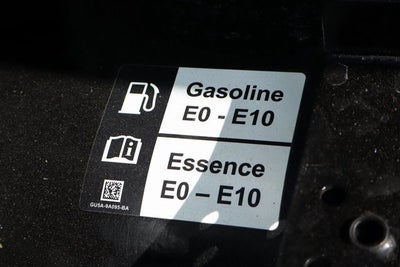 Gasoline
E0 - E10
Essence
E0 – E10
GU5A-9A095-BA